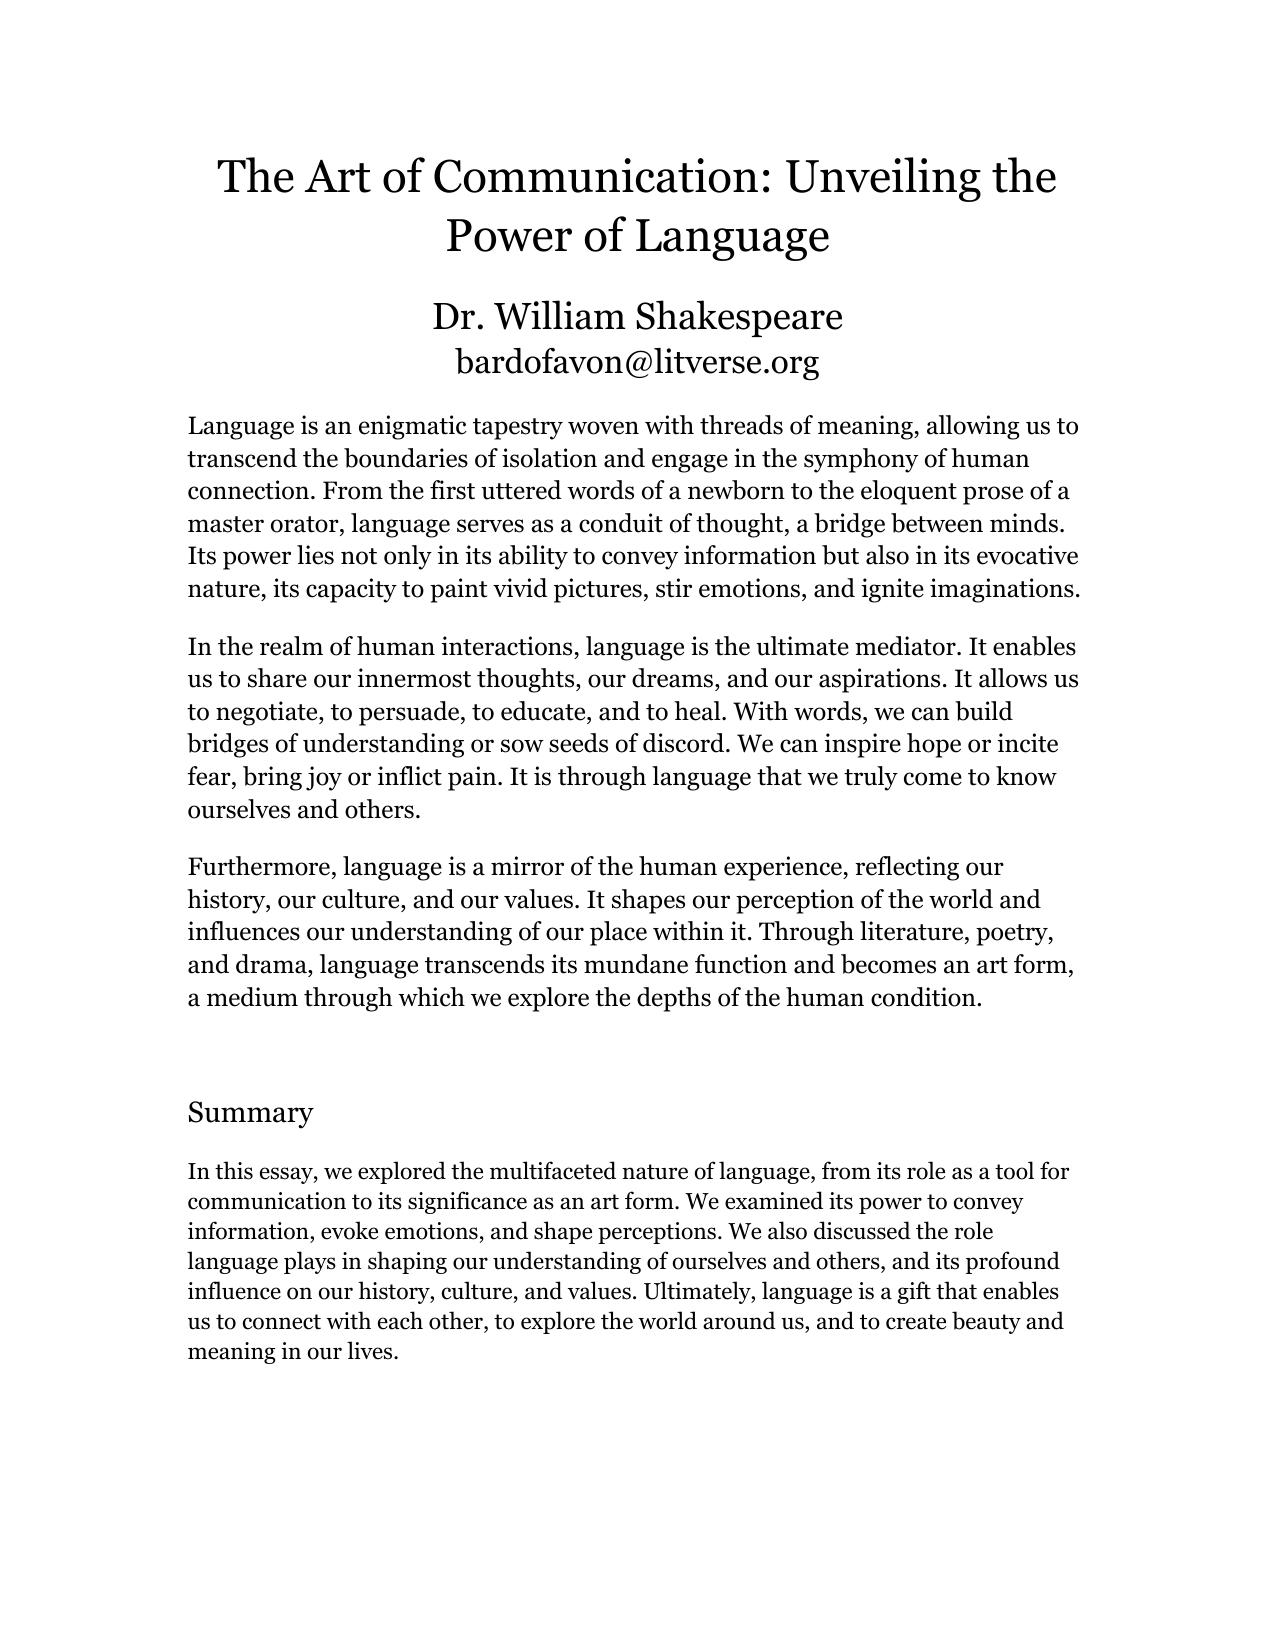 The Art of Communication: Unveiling the
Power of Language
Dr. William Shakespeare
bardofavon@litverse.org
Language is an enigmatic tapestry woven with threads of meaning, allowing us to
transcend the boundaries of isolation and engage in the symphony of human
connection. From the first uttered words of a newborn to the eloquent prose of a
master orator, language serves as a conduit of thought, a bridge between minds.
Its power lies not only in its ability to convey information but also in its evocative
nature, its capacity to paint vivid pictures, stir emotions, and ignite imaginations.
In the realm of human interactions, language is the ultimate mediator. It enables
us to share our innermost thoughts, our dreams, and our aspirations. It allows us
to negotiate, to persuade, to educate, and to heal. With words, we can build
bridges of understanding or sow seeds of discord. We can inspire hope or incite
fear, bring joy or inflict pain. It is through language that we truly come to know
ourselves and others.
Furthermore, language is a mirror of the human experience, reflecting our
history, our culture, and our values. It shapes our perception of the world and
influences our understanding of our place within it. Through literature, poetry,
and drama, language transcends its mundane function and becomes an art form,
a medium through which we explore the depths of the human condition.
Summary
In this essay, we explored the multifaceted nature of language, from its role as a tool for
communication to its significance as an art form. We examined its power to convey
information, evoke emotions, and shape perceptions. We also discussed the role
language plays in shaping our understanding of ourselves and others, and its profound
influence on our history, culture, and values. Ultimately, language is a gift that enables
us to connect with each other, to explore the world around us, and to create beauty and
meaning in our lives.